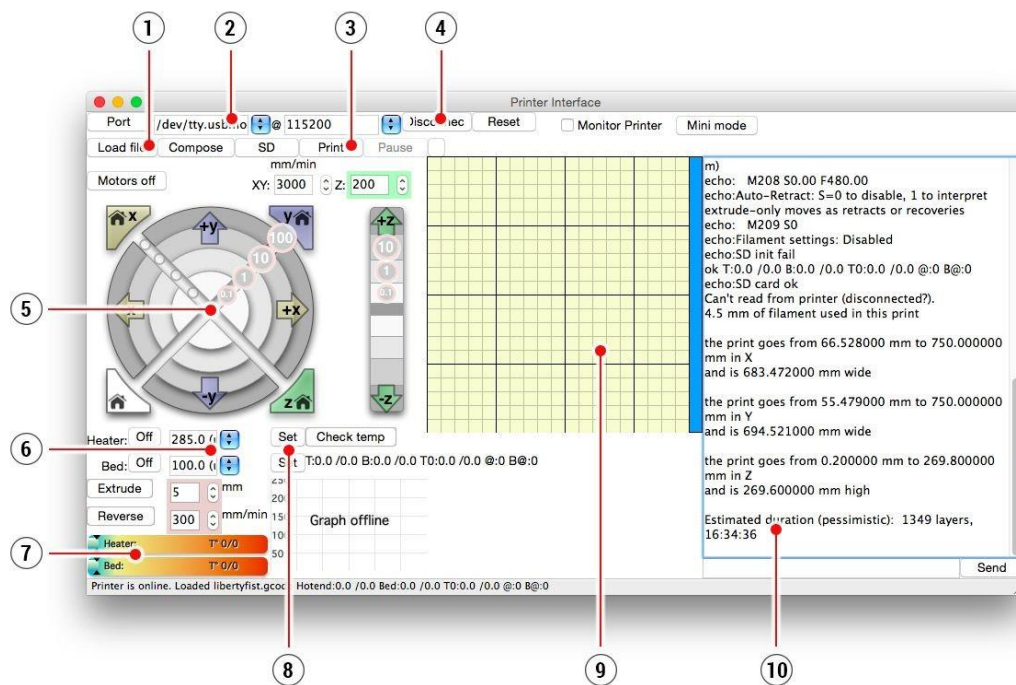 1 2 3 4
Printer Interface
Port /dev/tty.usb @ 115200 Reset Monitor Printer Mini mode
Load file Compose SD Print Pause
mm/min
Motors off XY: 3000 Z: 200
x +y y 100 10 1 0.1 +x -y z
+z 10 1 0.1 -z
5
m)
echo: M208 S0.00 F480.00
echo:Auto-Retract: S=0 to disable, 1 to interpret
extrude-only moves as retracts or recoveries
echo: M209 S0
echo:Filament settings: Disabled
echo:SD init fail
ok T:0.0 /0.0 B:0.0 /0.0 T0:0.0 /0.0 @:0 B@:0
echo:SD card ok
Can't read from printer (disconnected?).
4.5 mm of filament used in this print
the print goes from 66.528000 mm to 750.000000
mm in X
and is 683.472000 mm wide
the print goes from 55.479000 mm to 750.000000
mm in Y
and is 694.521000 mm wide
the print goes from 0.200000 mm to 269.800000
mm in Z
and is 269.600000 mm high
Estimated duration (pessimistic): 1349 layers,
16:34:36
Send
6
Heater: Off 285.0 ( Set Check temp
Bed: Off 100.0 ( Set T:0.0 /0.0 B:0.0 /0.0 T0:0.0 /0.0 @:0 B@:0
Extrude 5 mm
Reverse 300 mm/min
200
150
100
50
Graph offline
7
Heater: T° 0/0
Bed: T° 0/0
Printer is online. Loaded libertyfist.gcode Hotend:0.0 /0.0 Bed:0.0 /0.0 T0:0.0 /0.0 @:0 B@:0
8 9 10